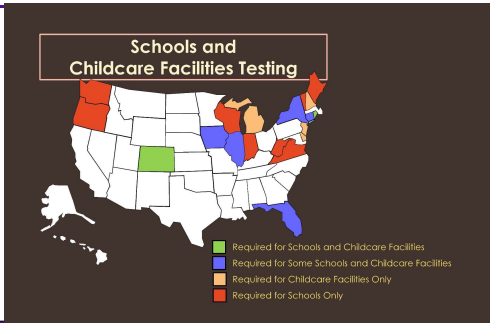 Schools and
Childcare Facilities Testing
Required for Schools and Childcare Facilities
Required for Some Schools and Childcare Facilities
Required for Childcare Facilities Only
Required for Schools Only